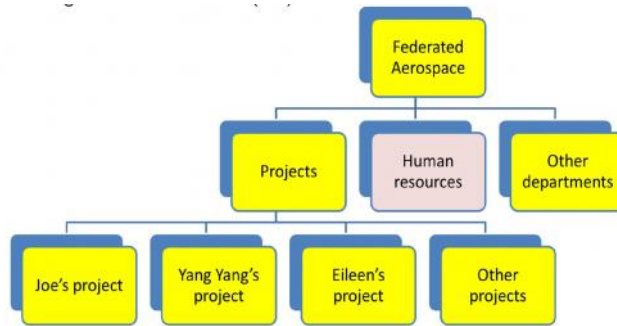 Federated
Aerospace
Projects
Human
resources
Other
departments
Joe's project
Yang Yang's
project
Eileen's
project
Other
projects